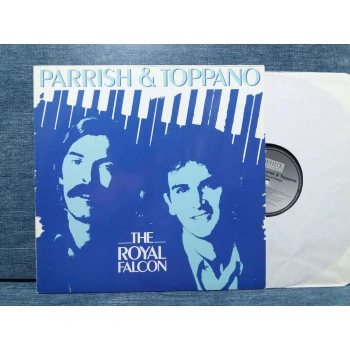 PARRISH & TOPPANO
THE
ROYAL
FALCON